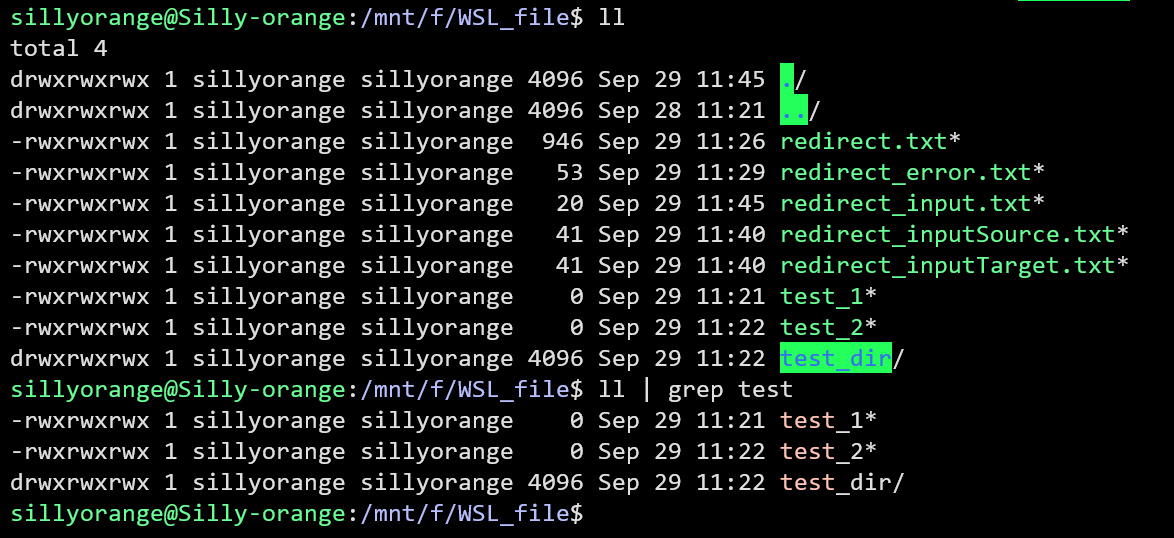 sillyorange@Silly-orange:/mnt/f/WSL_file$ ll
total 4
drwxrwxrwx 1 sillyorange sillyorange 4096 Sep 29 11:45 ./
drwxrwxrwx 1 sillyorange sillyorange 4096 Sep 28 11:21 ../
-rwxrwxrwx 1 sillyorange sillyorange  946 Sep 29 11:26 redirect.txt*
-rwxrwxrwx 1 sillyorange sillyorange   53 Sep 29 11:29 redirect_error.txt*
-rwxrwxrwx 1 sillyorange sillyorange   20 Sep 29 11:45 redirect_input.txt*
-rwxrwxrwx 1 sillyorange sillyorange   41 Sep 29 11:40 redirect_inputSource.txt*
-rwxrwxrwx 1 sillyorange sillyorange   41 Sep 29 11:40 redirect_inputTarget.txt*
-rwxrwxrwx 1 sillyorange sillyorange    0 Sep 29 11:21 test_1*
-rwxrwxrwx 1 sillyorange sillyorange    0 Sep 29 11:22 test_2*
drwxrwxrwx 1 sillyorange sillyorange 4096 Sep 29 11:22 test_dir/
sillyorange@Silly-orange:/mnt/f/WSL_file$ ll | grep test
-rwxrwxrwx 1 sillyorange sillyorange    0 Sep 29 11:21 test_1*
-rwxrwxrwx 1 sillyorange sillyorange    0 Sep 29 11:22 test_2*
drwxrwxrwx 1 sillyorange sillyorange 4096 Sep 29 11:22 test_dir/
sillyorange@Silly-orange:/mnt/f/WSL_file$